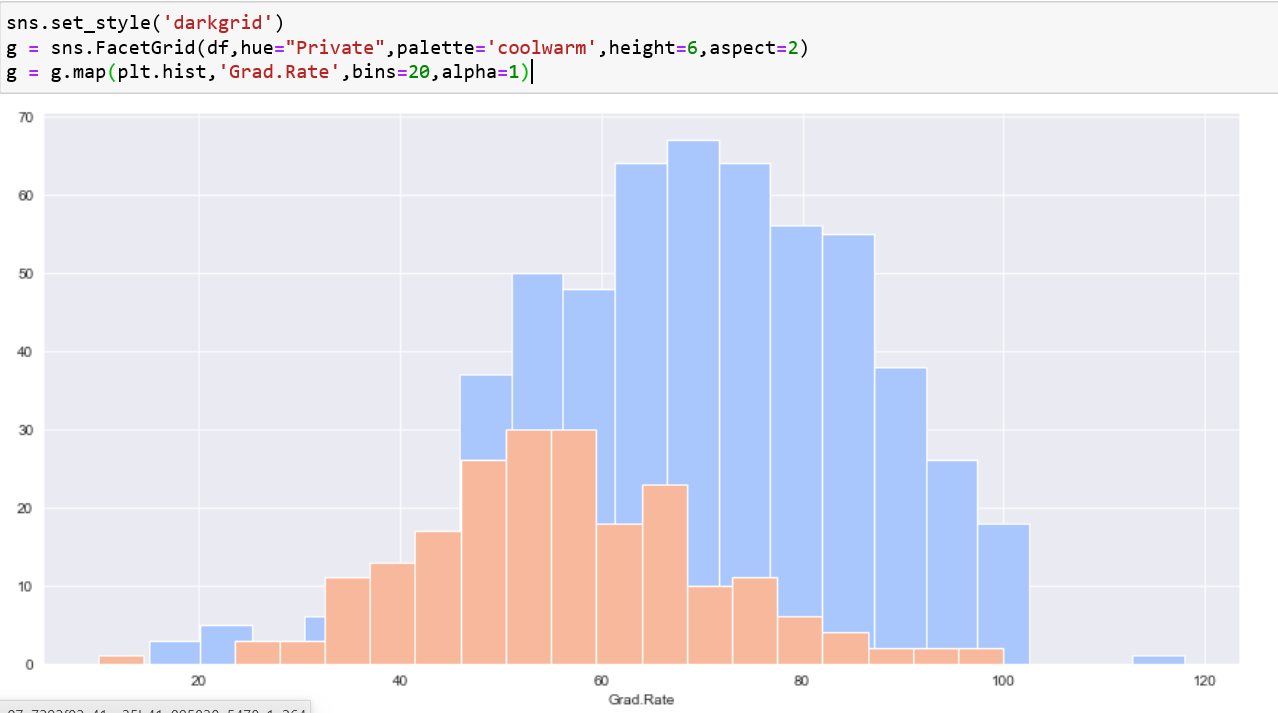 sns.set_style('darkgrid')
g = sns.FacetGrid(df,hue="Private",palette='coolwarm',height=6,aspect=2)
g = g.map(plt.hist,'Grad.Rate',bins=20,alpha=1)
70
60
50
40
30
20
10
0
20 40 60 80 100 120
Grad.Rate